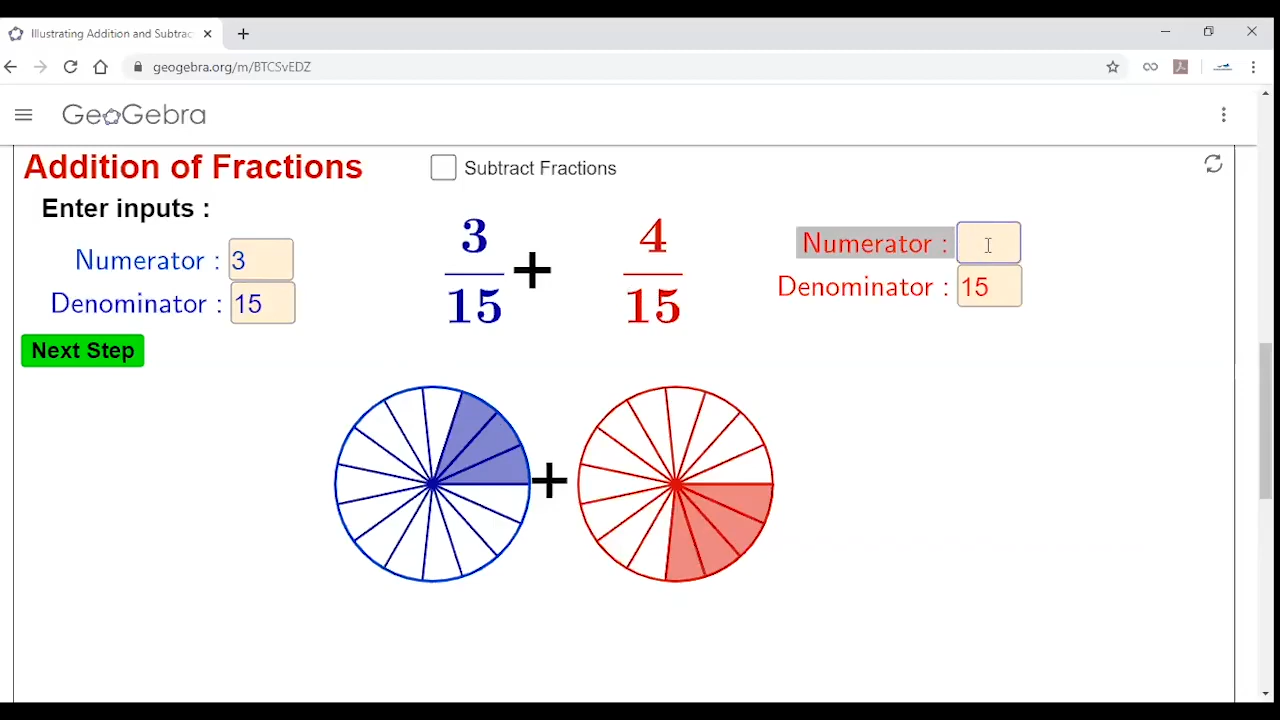 Illustrating Addition and Subtrac
geogebra.org/m/BTCSvEDZ
GeoGebra
Addition of Fractions
Subtract Fractions
Enter inputs :
Numerator : 3
Denominator : 15
3
15
+
4
15
Numerator :
Denominator : 15
Next Step
+